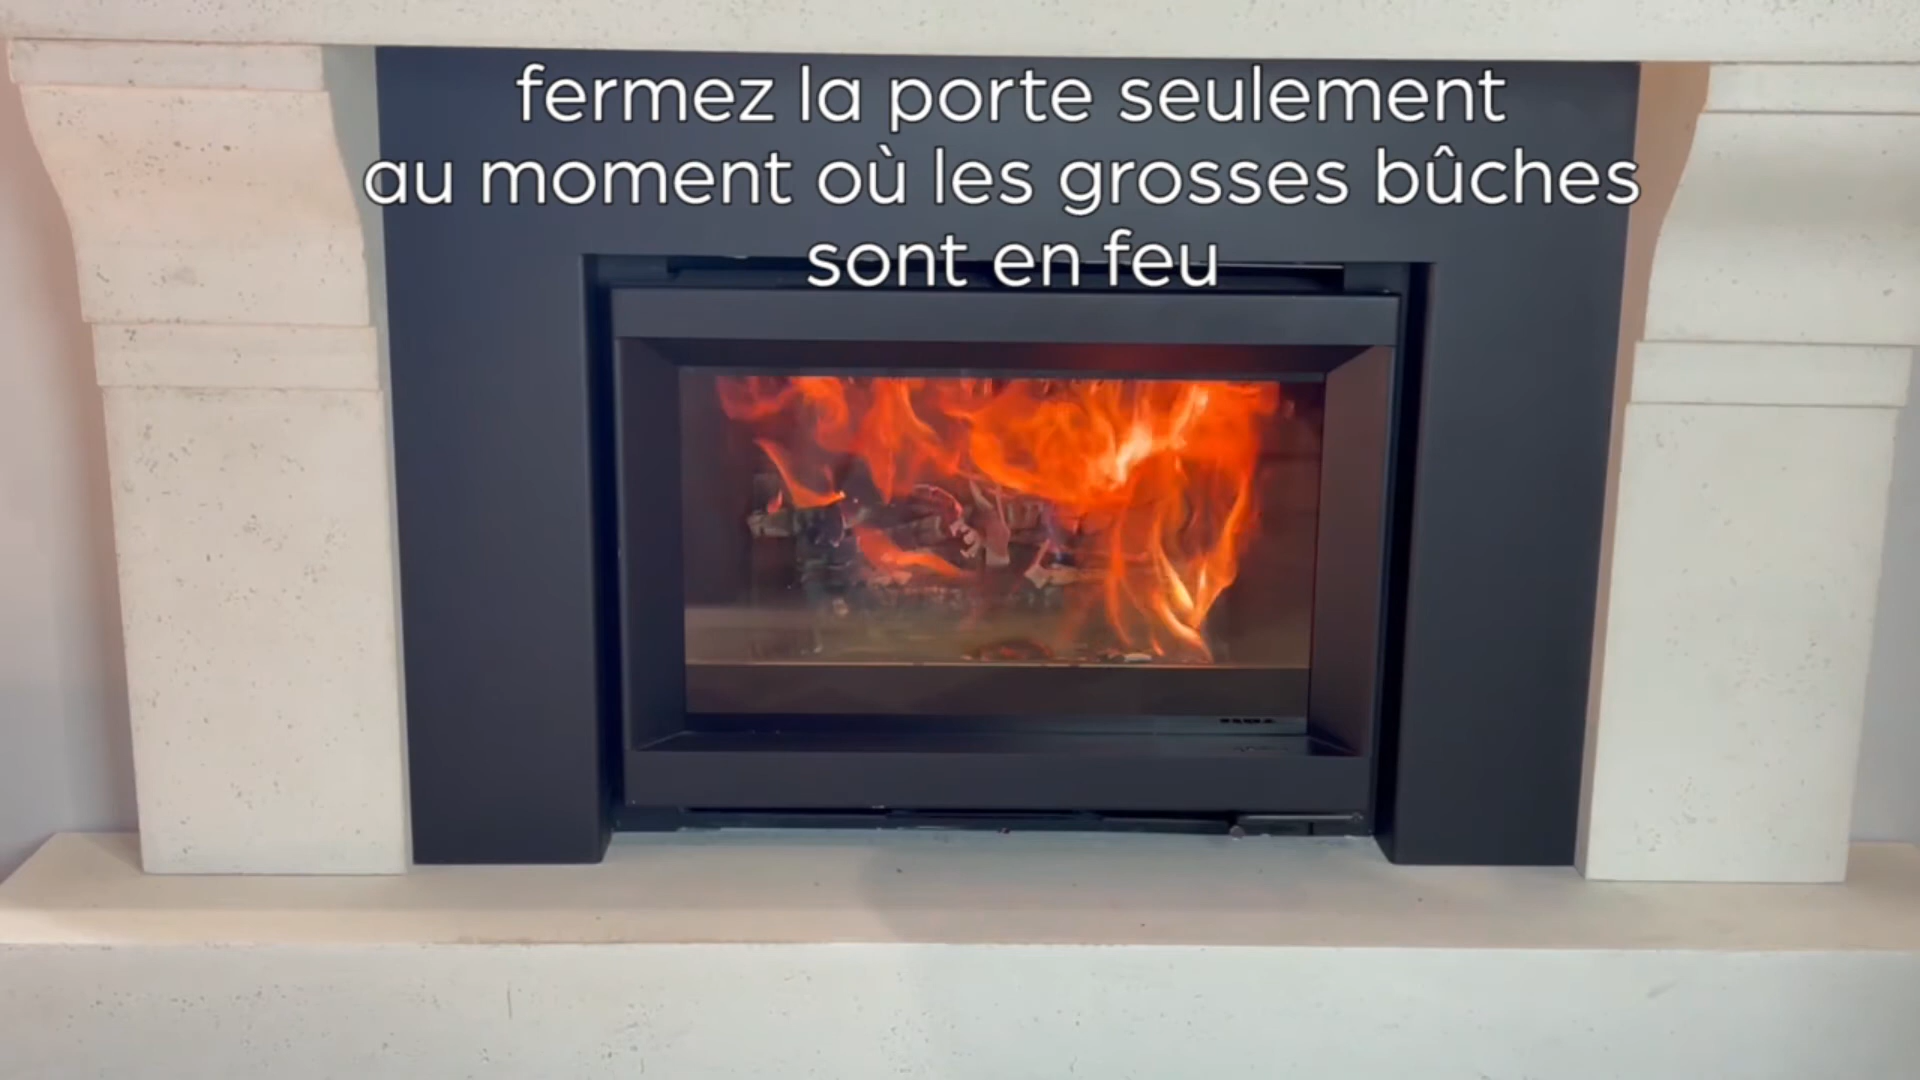 fermez la porte seulement
au moment où les grosses bûches
sont en feu